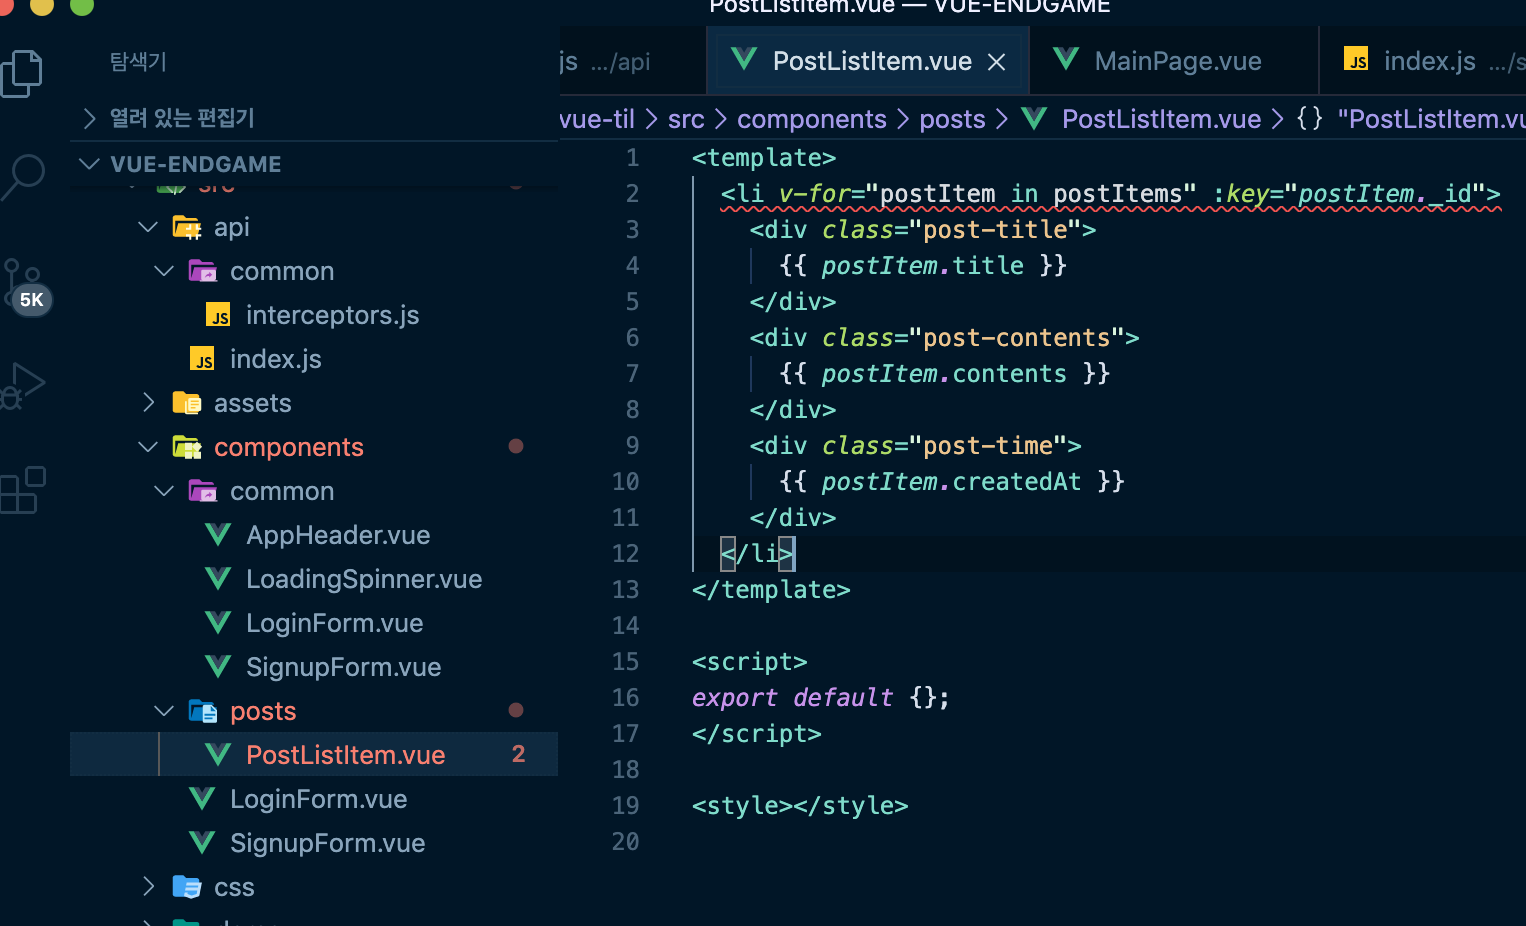 PostListItem.vue — VUE-ENDGAME
탐색기
열려 있는 편집기
VUE-ENDGAME
src
api
common
interceptors.js
index.js
assets
components
common
AppHeader.vue
LoadingSpinner.vue
LoginForm.vue
SignupForm.vue
posts
PostListItem.vue 2
LoginForm.vue
SignupForm.vue
css
5K
js .../api
PostListItem.vue
MainPage.vue
JS index.js .../s
vue-til > src > components > posts > PostListItem.vue > {} "PostListItem.vu
1 <template>
2 <li v-for="postItem in postItems" :key="postItem._id">
3 <div class="post-title">
4 {{ postItem.title }}
5 </div>
6 <div class="post-contents">
7 {{ postItem.contents }}
8 </div>
9 <div class="post-time">
10 {{ postItem.createdAt }}
11 </div>
12 </li>
13 </template>
14
15 <script>
16 export default {};
17 </script>
18
19 <style></style>
20